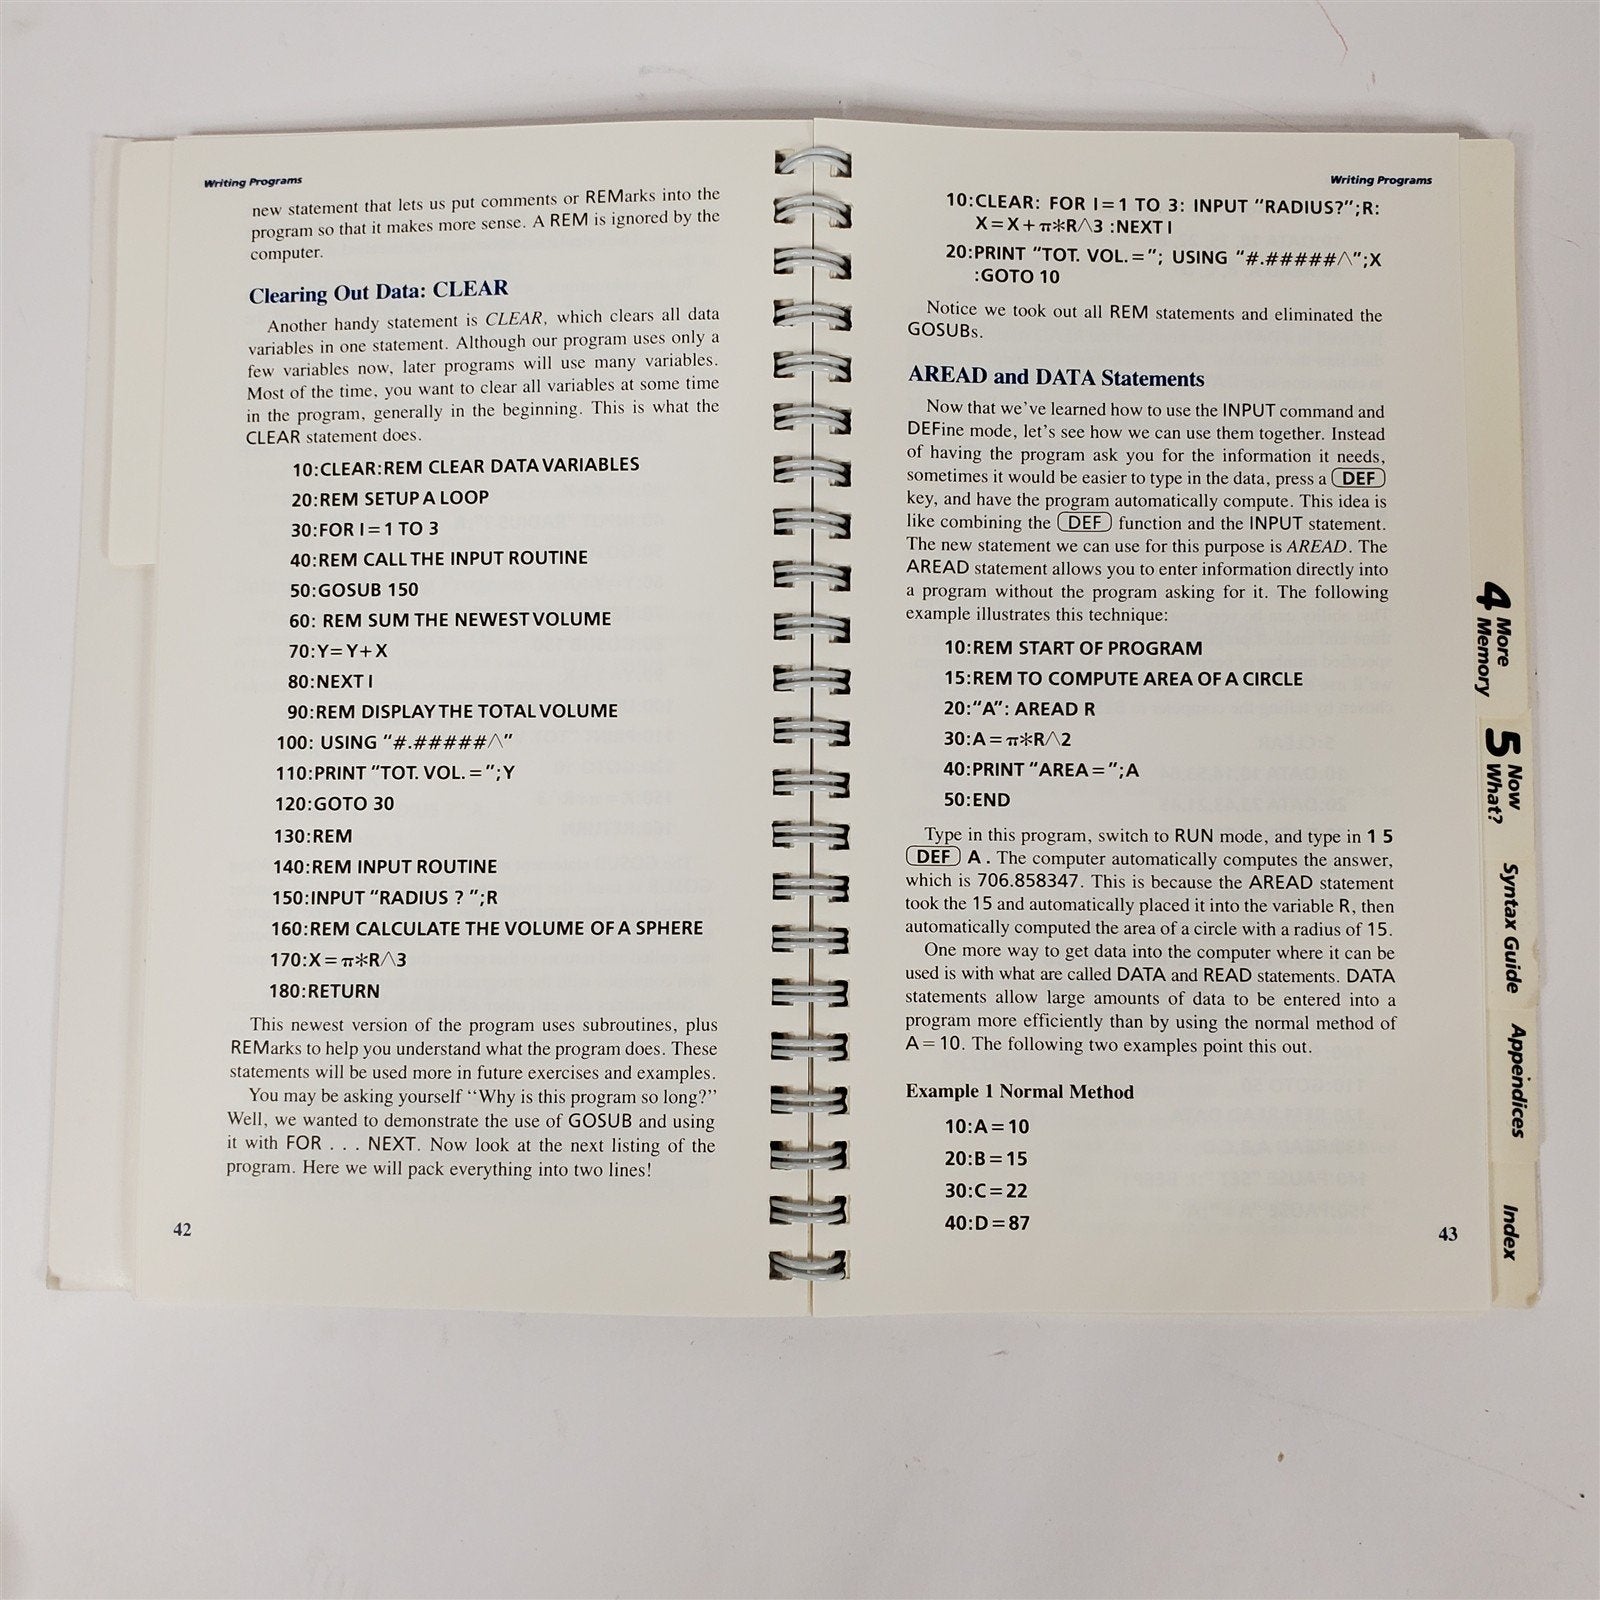 Writing Programs
new statement that lets us put comments or REMarks into the
program so that it makes more sense. A REM is ignored by the
computer.
Clearing Out Data: CLEAR
Another handy statement is CLEAR, which clears all data
variables in one statement. Although our program uses only a
few variables now, later programs will use many variables.
Most of the time, you want to clear all variables at some time
in the program, generally in the beginning. This is what the
CLEAR statement does.
10:CLEAR:REM CLEAR DATA VARIABLES
20:REM SETUP A LOOP
30:FOR I=1 TO 3
40:REM CALL THE INPUT ROUTINE
50:GOSUB 150
60: REM SUM THE NEWEST VOLUME
70:Y=Y+X
80:NEXT I
90:REM DISPLAY THE TOTAL VOLUME
100: USING "#.#####∧"
110:PRINT "TOT. VOL.=";Y
120:GOTO 30
130:REM
140:REM INPUT ROUTINE
150:INPUT "RADIUS ? ";R
160:REM CALCULATE THE VOLUME OF A SPHERE
170:X=π*R∧3
180:RETURN
This newest version of the program uses subroutines, plus
REMarks to help you understand what the program does. These
statements will be used more in future exercises and examples.
You may be asking yourself "Why is this program so long?"
Well, we wanted to demonstrate the use of GOSUB and using
it with FOR . . . NEXT. Now look at the next listing of the
program. Here we will pack everything into two lines!
42
Writing Programs
10:CLEAR: FOR I=1 TO 3: INPUT "RADIUS?";R:
X=X+π*R∧3 :NEXT I
20:PRINT "TOT. VOL.="; USING "#.#####∧";X
:GOTO 10
Notice we took out all REM statements and eliminated the
GOSUBs.
AREAD and DATA Statements
Now that we've learned how to use the INPUT command and
DEFine mode, let's see how we can use them together. Instead
of having the program ask you for the information it needs,
sometimes it would be easier to type in the data, press a DEF
key, and have the program automatically compute. This idea is
like combining the DEF function and the INPUT statement.
The new statement we can use for this purpose is AREAD. The
AREAD statement allows you to enter information directly into
a program without the program asking for it. The following
example illustrates this technique:
10:REM START OF PROGRAM
15:REM TO COMPUTE AREA OF A CIRCLE
20:"A": AREAD R
30:A=π*R∧2
40:PRINT "AREA=";A
50:END
Type in this program, switch to RUN mode, and type in 1 5
DEF A . The computer automatically computes the answer,
which is 706.858347. This is because the AREAD statement
took the 15 and automatically placed it into the variable R, then
automatically computed the area of a circle with a radius of 15.
One more way to get data into the computer where it can be
used is with what are called DATA and READ statements. DATA
statements allow large amounts of data to be entered into a
program more efficiently than by using the normal method of
A=10. The following two examples point this out.
Example 1 Normal Method
10:A=10
20:B=15
30:C=22
40:D=87
43
4 More
Memory
5 Now
What?
Syntax Guide
Appendices
Index